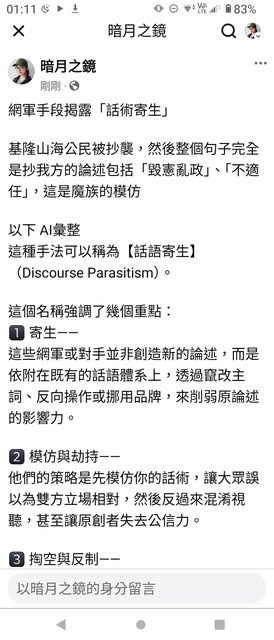 01:11
83%
暗月之鏡
暗月之鏡
剛剛・
網軍手段揭露「話術寄生」
基隆山海公民被抄襲，然後整個句子完全
是抄我方的論述包括「毀憲亂政」、「不適
任」，這是魔族的模仿
以下 AI彙整
這種手法可以稱為【話語寄生】
（Discourse Parasitism）。
這個名稱強調了幾個重點：
1 寄生——
這些網軍或對手並非創造新的論述，而是
依附在既有的話語體系上，透過竄改主
詞、反向操作或挪用品牌，來削弱原論述
的影響力。
2 模仿與劫持——
他們的策略是先模仿你的話術，讓大眾誤
以為雙方立場相對，然後反過來混淆視
聽，甚至讓原創者失去公信力。
3 掏空與反制——
以暗月之鏡的身分留言